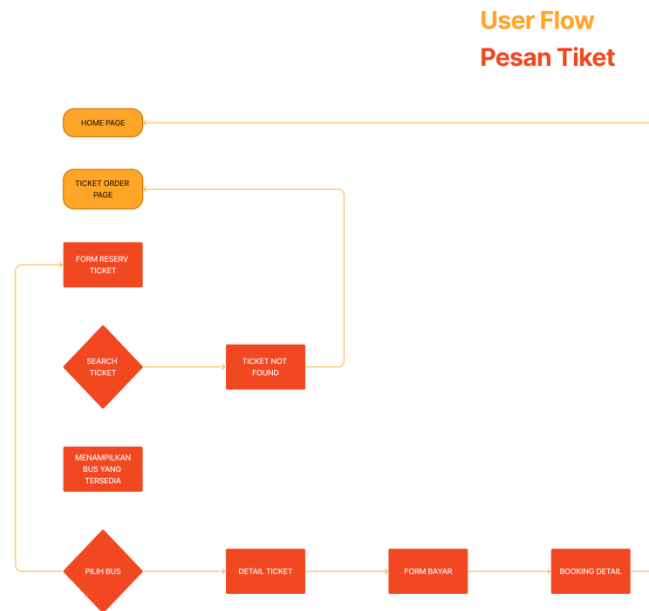 User Flow
Pesan Tiket
HOME PAGE
TICKET ORDER
PAGE
FORM RESERV
TICKET
SEARCH
TICKET
TICKET NOT
FOUND
MENAMPILKAN
BUS YANG
TERSEDIA
PILIH BUS
DETAIL TICKET
FORM BAYAR
BOOKING DETAIL